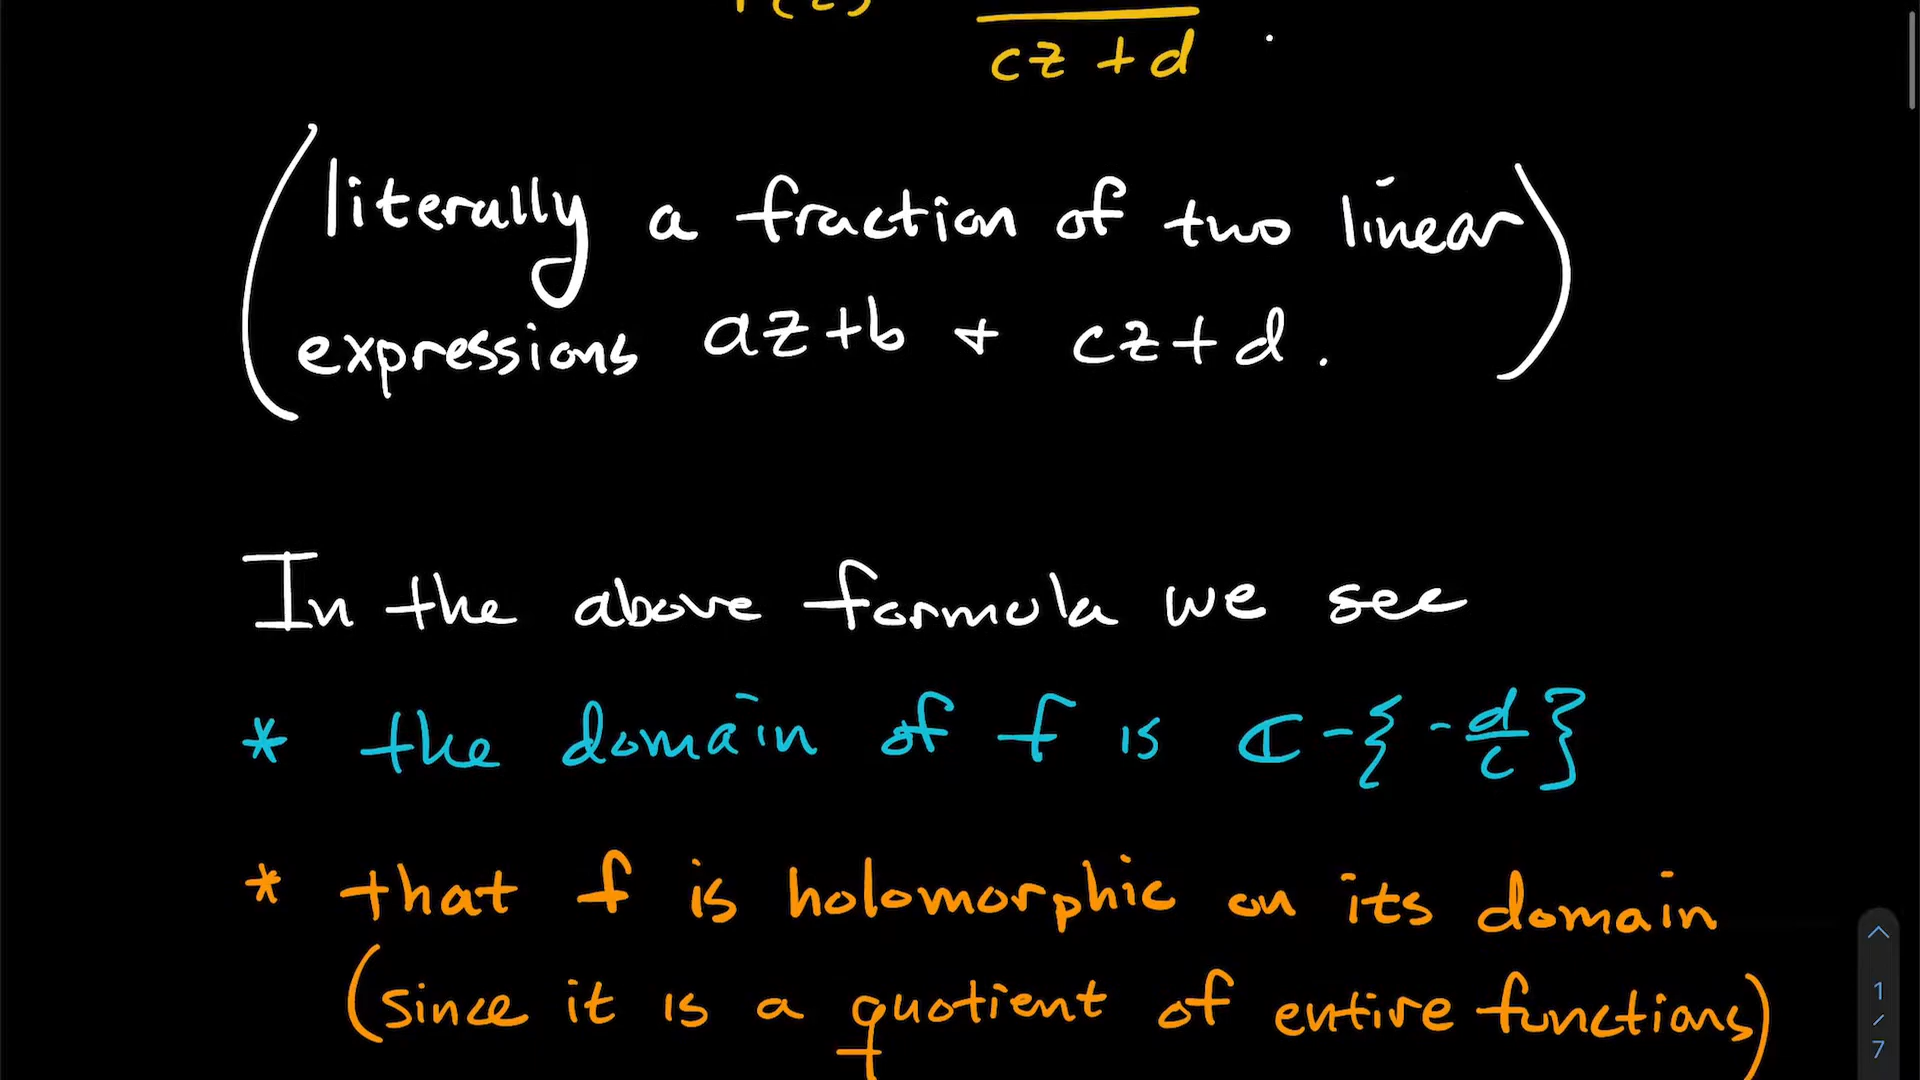 cz + d .
(literally a fraction of two linear
expressions az+b + cz+d.)
In the above formula we see
* the domain of f is ℂ-{-d/c}
* that f is holomorphic on its domain
(since it is a quotient of entire functions)
1
/
7